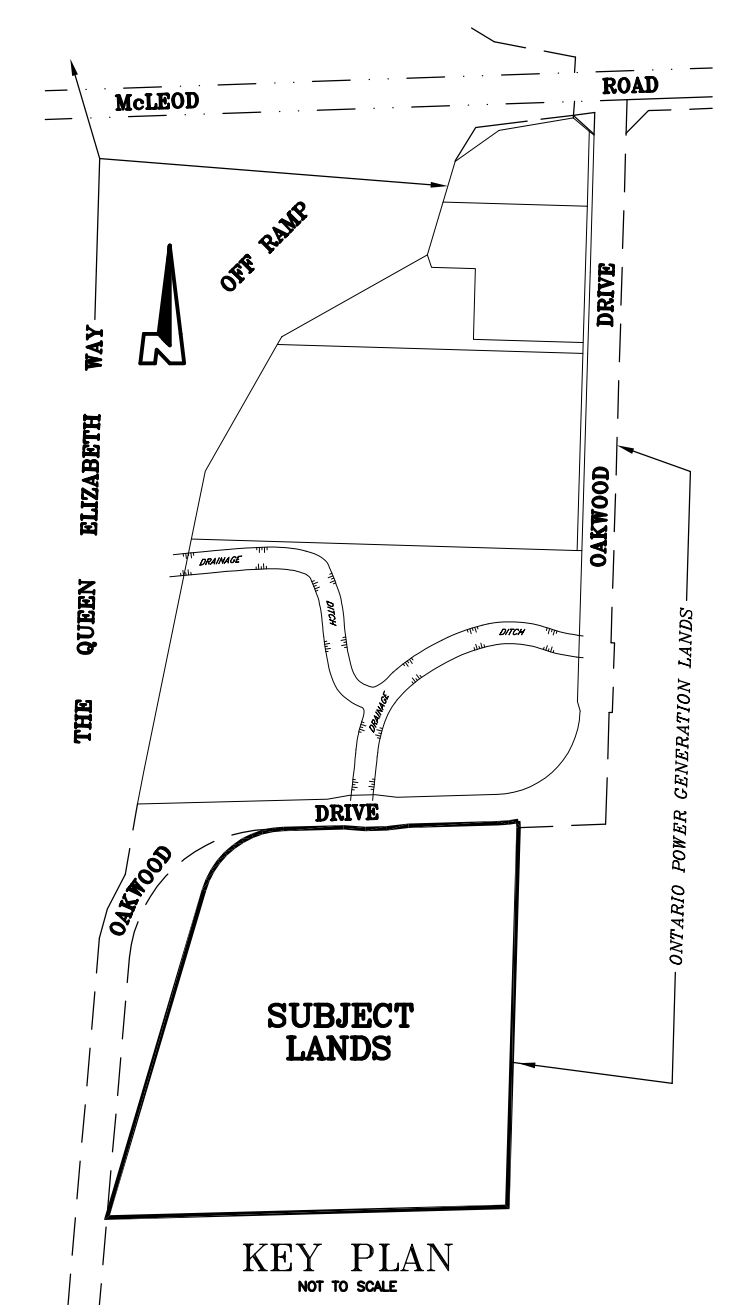 McLEOD ROAD
OFF RAMP
N
THE QUEEN ELIZABETH WAY
OAKWOOD DRIVE
DRAINAGE
DITCH
DITCH
DRAINAGE
ONTARIO POWER GENERATION LANDS
OAKWOOD DRIVE
SUBJECT
LANDS
KEY PLAN
NOT TO SCALE